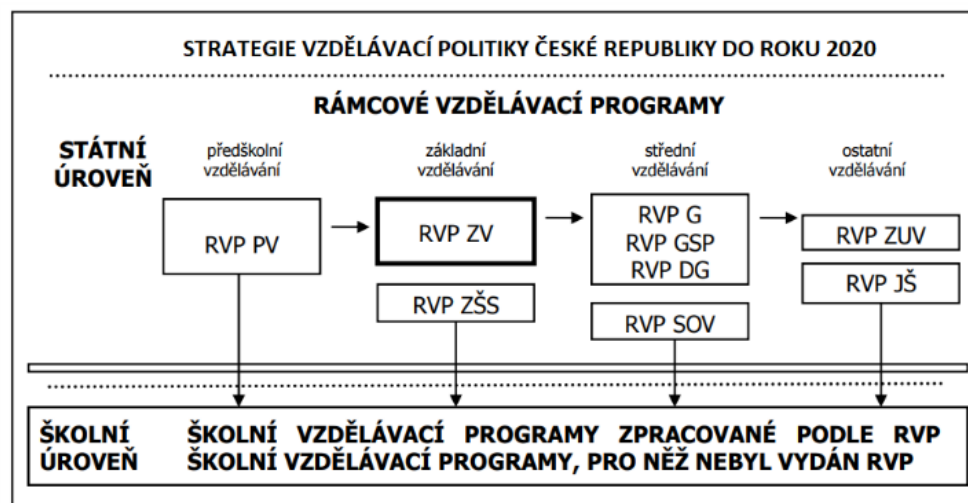 STRATEGIE VZDĚLÁVACÍ POLITIKY ČESKÉ REPUBLIKY DO ROKU 2020
RÁMCOVÉ VZDĚLÁVACÍ PROGRAMY
STÁTNÍ
ÚROVEŇ
předškolní
vzdělávání
základní
vzdělávání
střední
vzdělávání
ostatní
vzdělávání
RVP PV
RVP ZV
RVP ZŠS
RVP G
RVP GSP
RVP DG
RVP SOV
RVP ZUV
RVP JŠ
ŠKOLNÍ
ÚROVEŇ
ŠKOLNÍ VZDĚLÁVACÍ PROGRAMY ZPRACOVANÉ PODLE RVP
ŠKOLNÍ VZDĚLÁVACÍ PROGRAMY, PRO NĚŽ NEBYL VYDÁN RVP